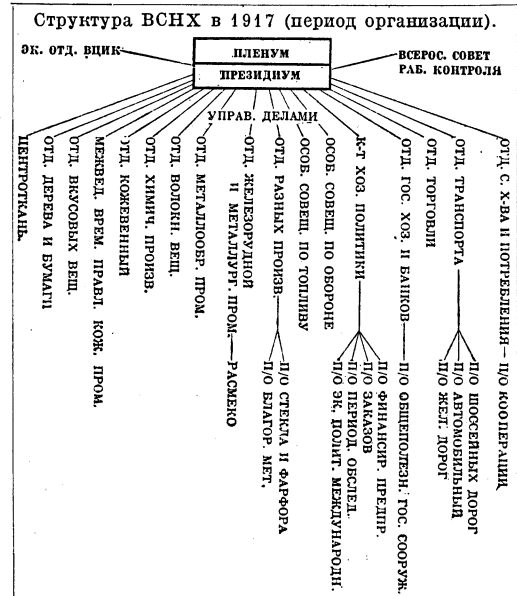 Структура ВСНХ в 1917 (период организации).
ЭК. ОТД. ВЦИК
ПЛЕНУМ
ПРЕЗИДИУМ
ВСЕРОС. СОВЕТ
РАБ. КОНТРОЛЯ
УПРАВ. ДЕЛАМИ
ЦЕНТРОТКАНЬ.
ОТД. ДЕРЕВА И БУМАГИ
ОТД. ВКУСОВЫХ ВЕЩ.
МЕЖВЕД. ВРЕМ. ПРАВЛ. КОЖ. ПРОМ.
ОТД. КОЖЕВЕННЫЙ
ОТД. ХИМИЧ. ПРОИЗВ.
ОТД. ВОЛОКН. ВЕЩ.
ОТД. МЕТАЛЛООБР. ПРОМ.
ОТД. ЖЕЛЕЗОРУДНОЙ
И МЕТАЛЛУРГ. ПРОМ.
РАСМЕКО
ОТД. РАЗНЫХ ПРОИЗВ.
П/О СТЕКЛА И ФАРФОРА
П/О БЛАГОР. МЕТ.
ОСОБ. СОВЕЩ. ПО ТОПЛИВУ
ОСОБ. СОВЕЩ. ПО ОБОРОНЕ
К-Т ХОЗ. ПОЛИТИКИ
П/О ФИНАНСИР. ПРЕДПР.
П/О ЗАКАЗОВ
П/О ПЕРИОД. ОБСЛЕД.
П/О ЭК. ПОЛИТ. МЕЖДУНАРОДН.
ОТД. ГОС. ХОЗ. И БАНКОВ
П/О ОБЩЕПОЛЕЗН. ГОС. СООРУЖ.
ОТД. ТОРГОВЛИ
ОТД. ТРАНСПОРТА
П/О ШОССЕЙНЫХ ДОРОГ
П/О АВТОМОБИЛЬНЫЙ
П/О ЖЕЛ. ДОРОГ
ОТД. С. Х-ВА И ПОТРЕБЛЕНИЯ
П/О КООПЕРАЦИИ